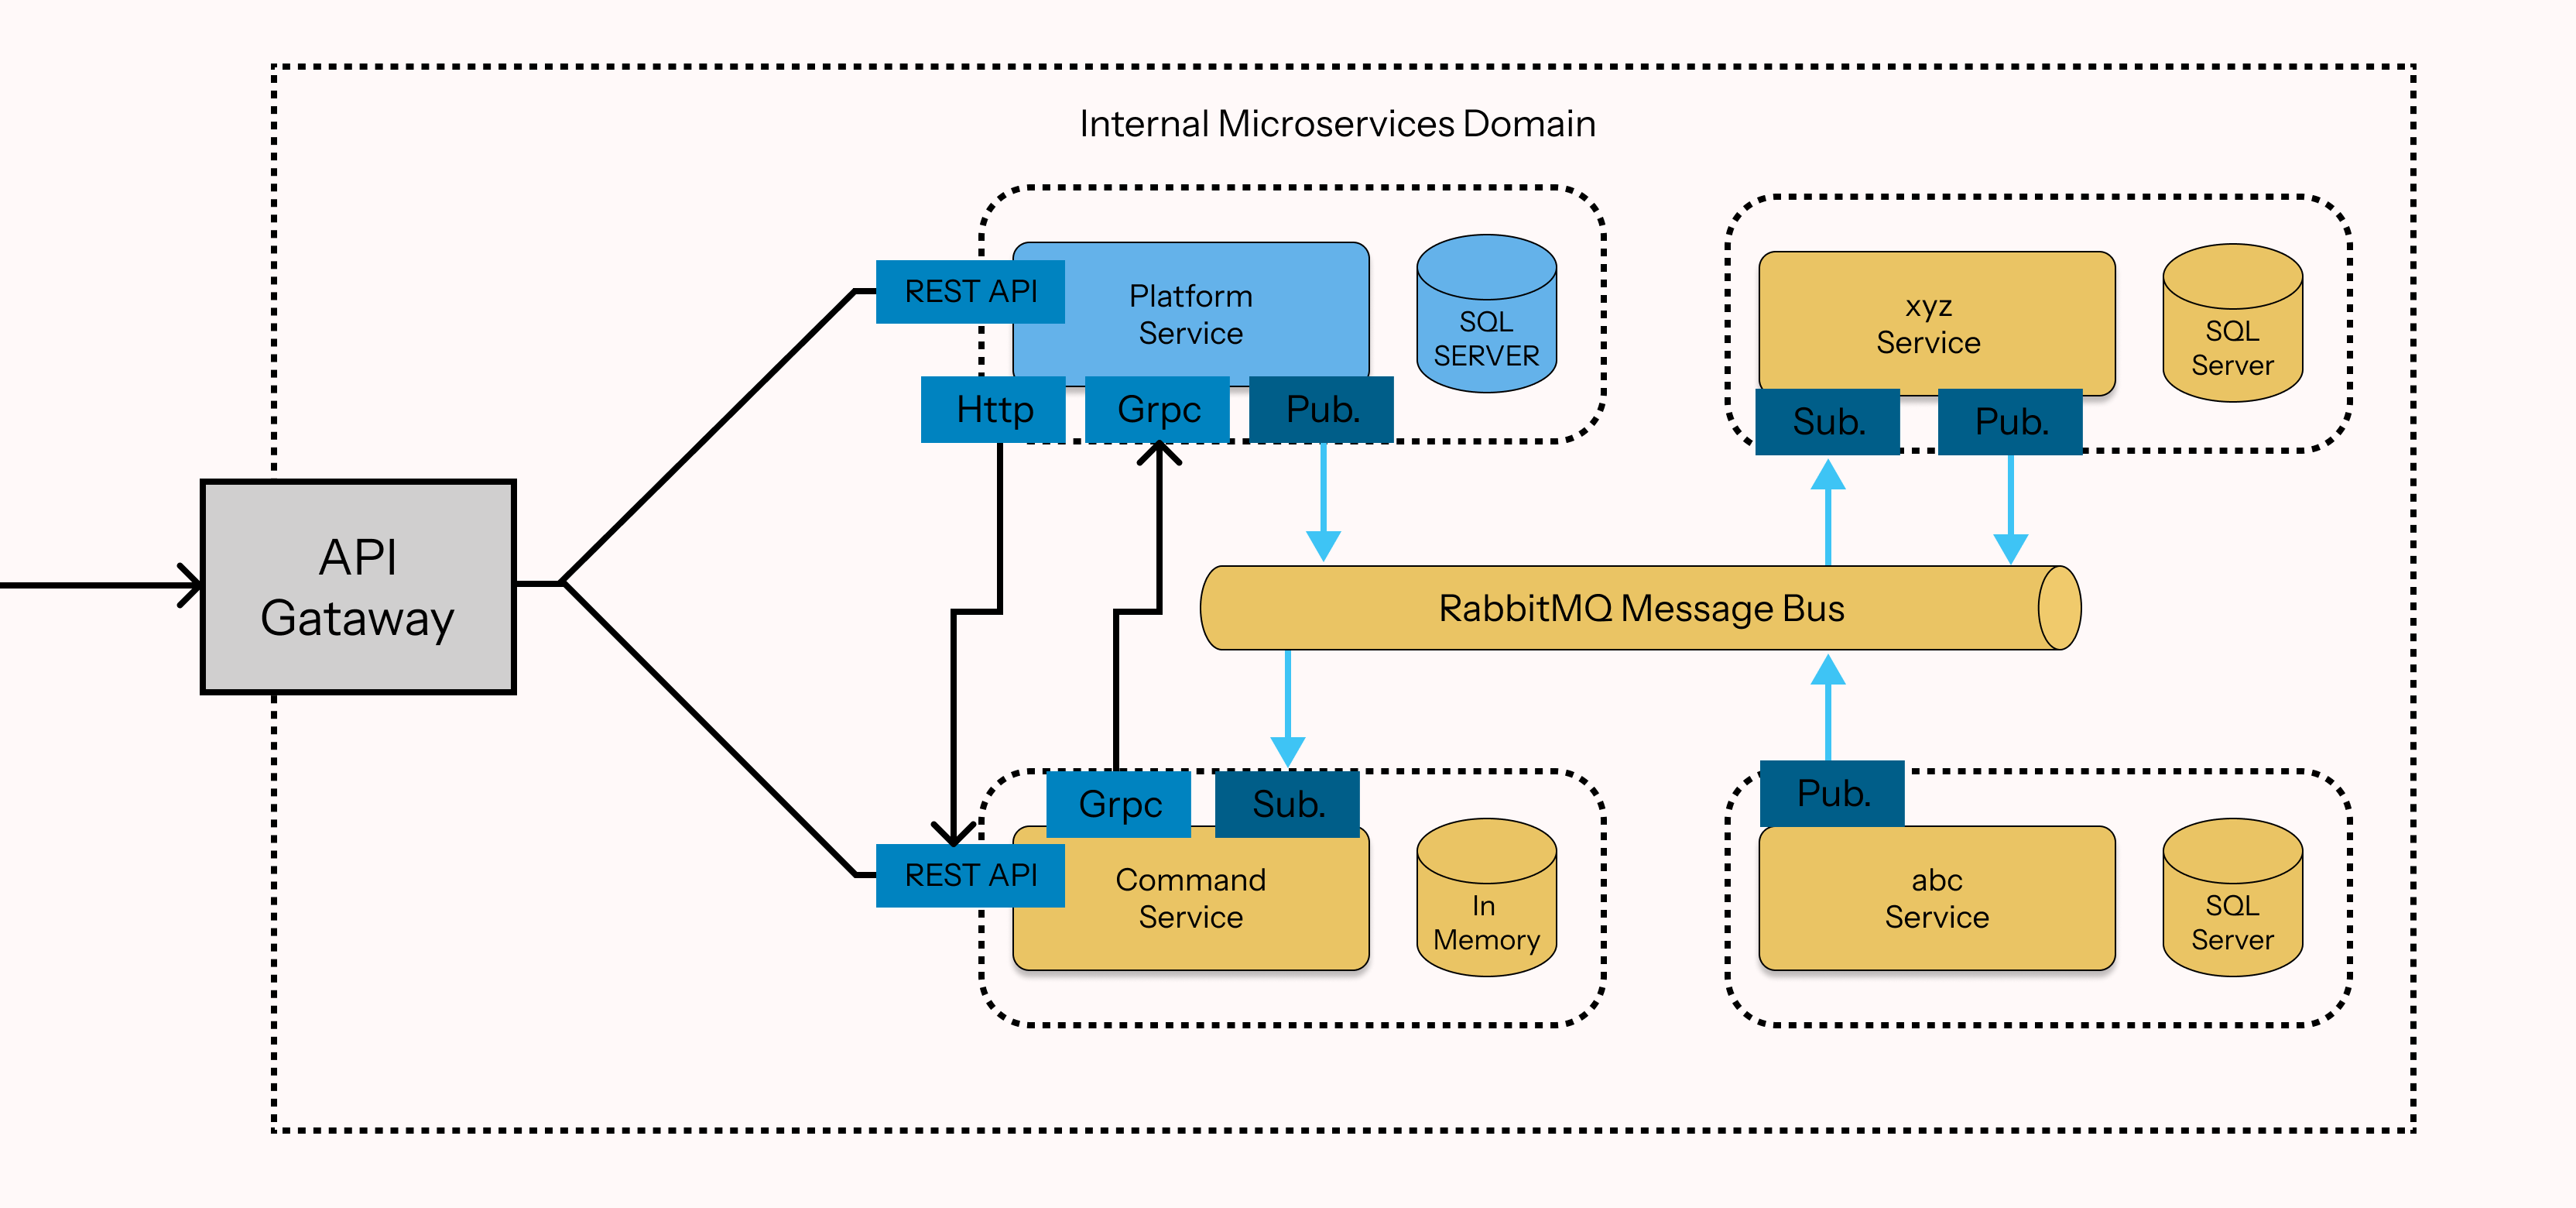 Internal Microservices Domain
API
Gataway
REST API
Platform
Service
SQL
SERVER
Http
Grpc
Pub.
xyz
Service
SQL
Server
Sub.
Pub.
RabbitMQ Message Bus
Grpc
Sub.
REST API
Command
Service
In
Memory
Pub.
abc
Service
SQL
Server